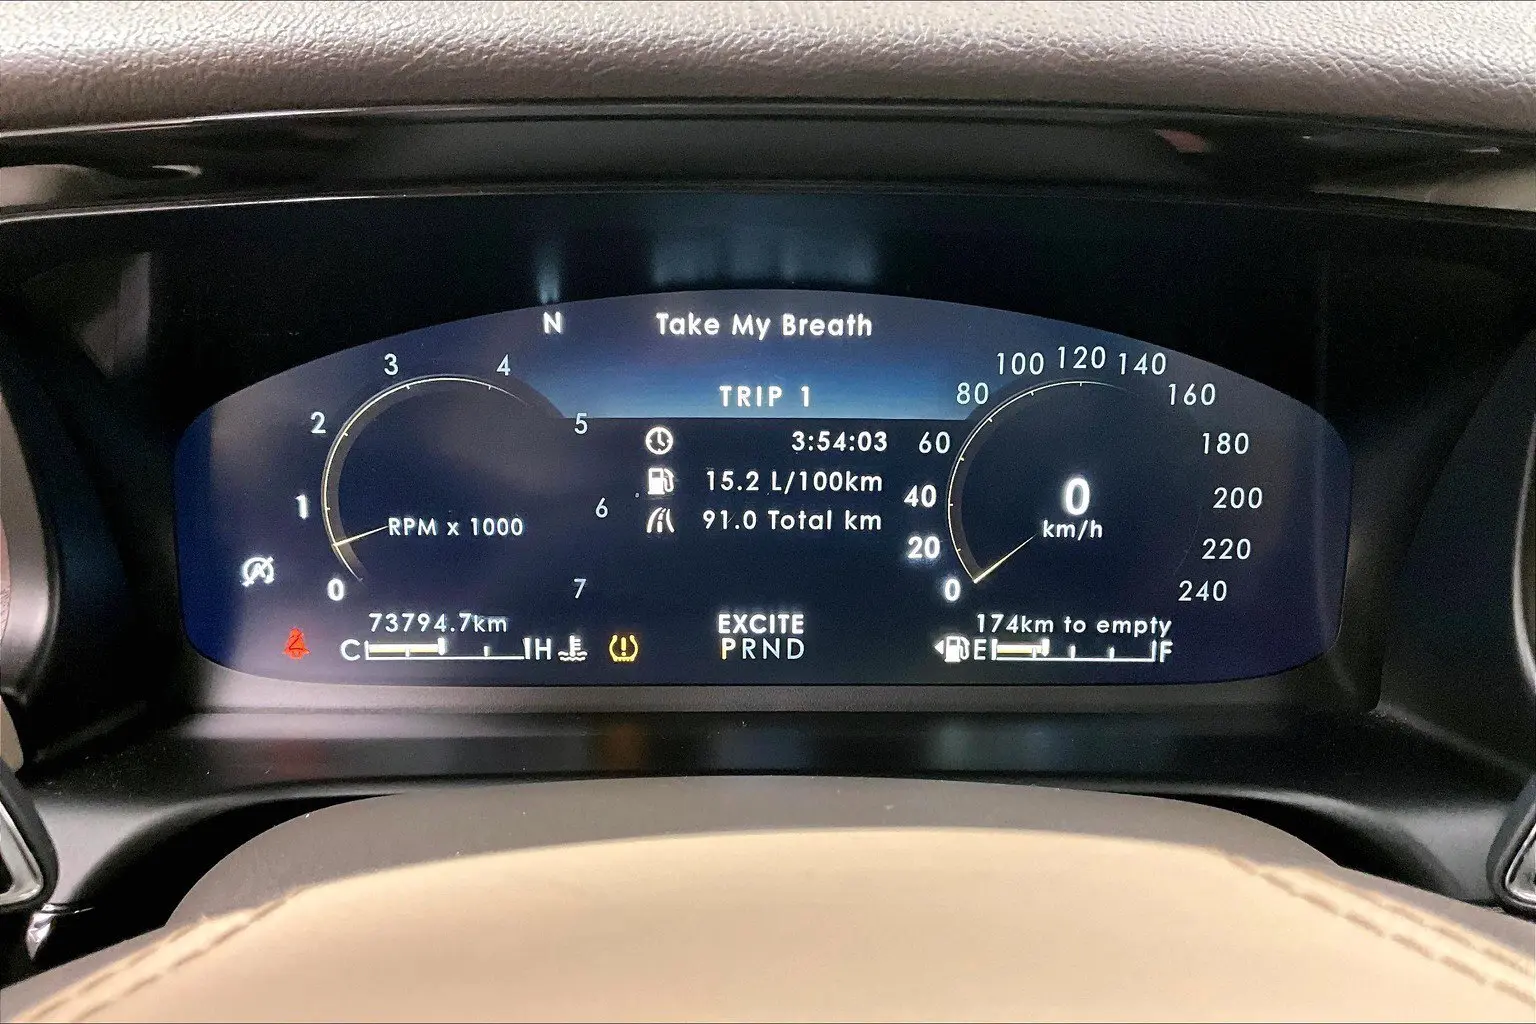 N
Take My Breath
TRIP 1
3:54:03
15.2 L/100km
91.0 Total km
0
1
2
3
4
5
6
7
RPM x 1000
0
20
40
60
80
100
120
140
160
180
200
220
240
0
km/h
73794.7km
C H
EXCITE
PRND
174km to empty
E F